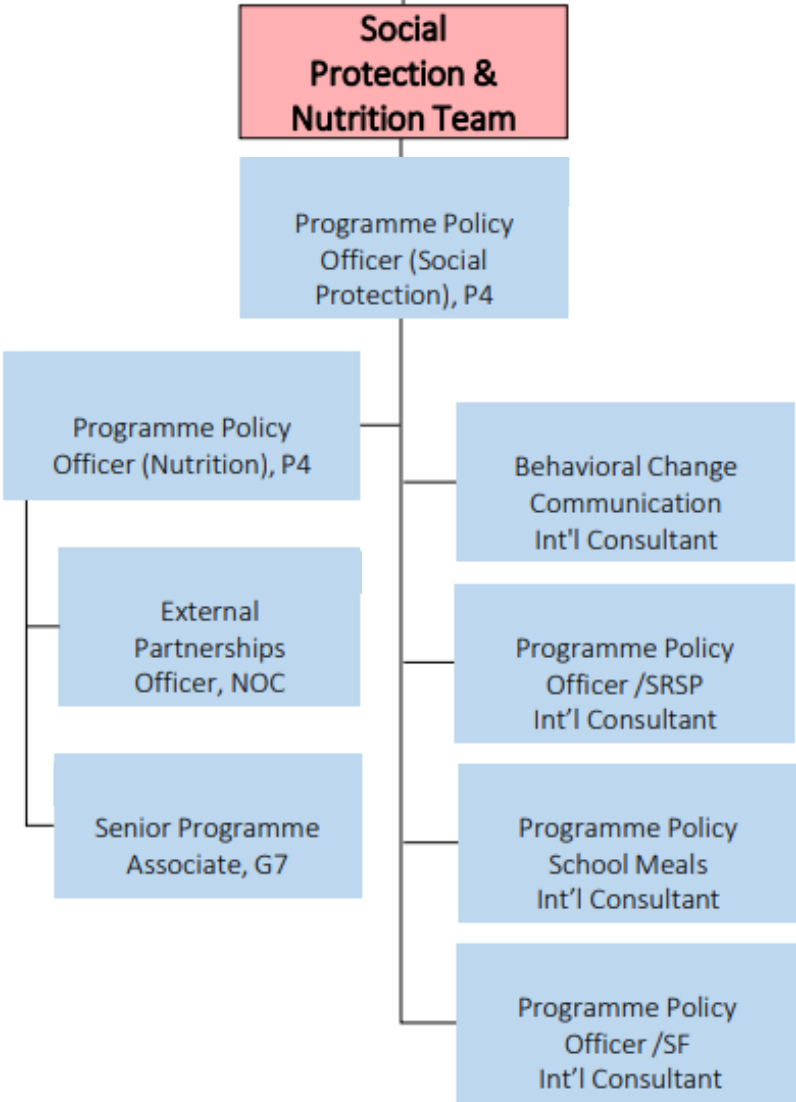 Social
Protection &
Nutrition Team
Programme Policy
Officer (Social
Protection), P4
Programme Policy
Officer (Nutrition), P4
External
Partnerships
Officer, NOC
Senior Programme
Associate, G7
Behavioral Change
Communication
Int'l Consultant
Programme Policy
Officer /SRSP
Int’l Consultant
Programme Policy
School Meals
Int’l Consultant
Programme Policy
Officer /SF
Int’l Consultant